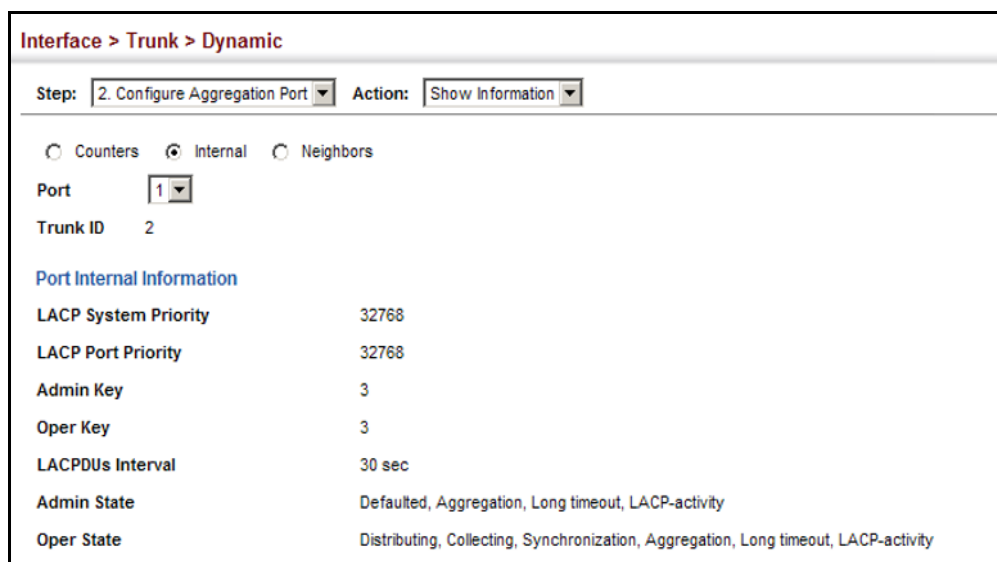 Interface > Trunk > Dynamic
Step: 2. Configure Aggregation Port Action: Show Information
Counters Internal Neighbors
Port 1
Trunk ID 2
Port Internal Information
LACP System Priority 32768
LACP Port Priority 32768
Admin Key 3
Oper Key 3
LACPDUs Interval 30 sec
Admin State Defaulted, Aggregation, Long timeout, LACP-activity
Oper State Distributing, Collecting, Synchronization, Aggregation, Long timeout, LACP-activity